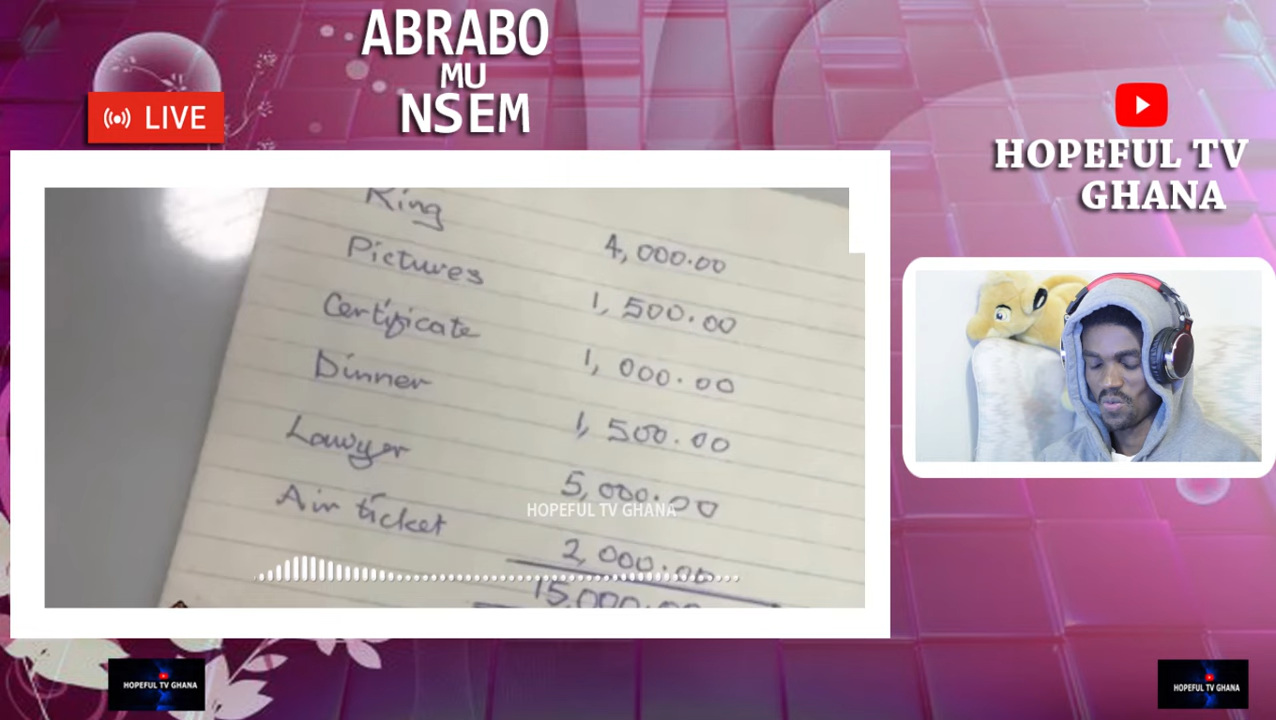 ABRABO
MU
NSEM
LIVE
HOPEFUL TV
GHANA
Ring 4,000.00
Pictures 1,500.00
Certificate 1,000.00
Dinner 1,500.00
Lawyer 5,000.00
Air ticket 2,000.00
15,000.00
HOPEFUL TV GHANA
HOPEFUL TV GHANA
HOPEFUL TV GHANA